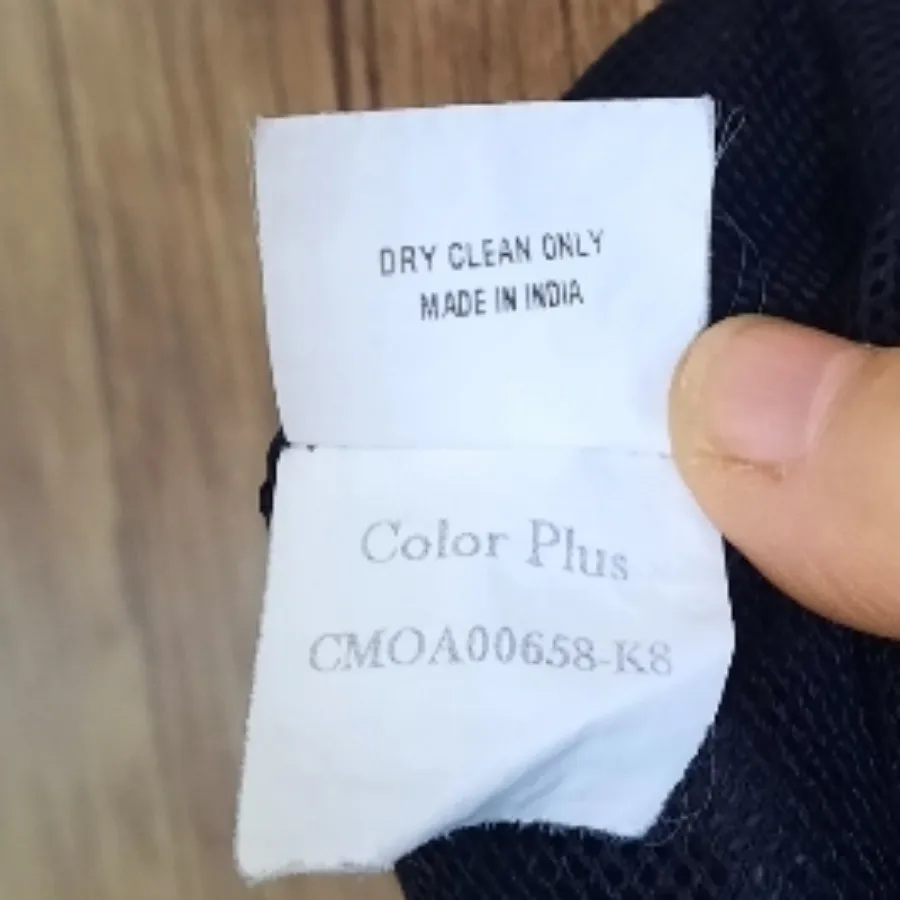 DRY CLEAN ONLY
MADE IN INDIA
Color Plus
CMOA00658-K8